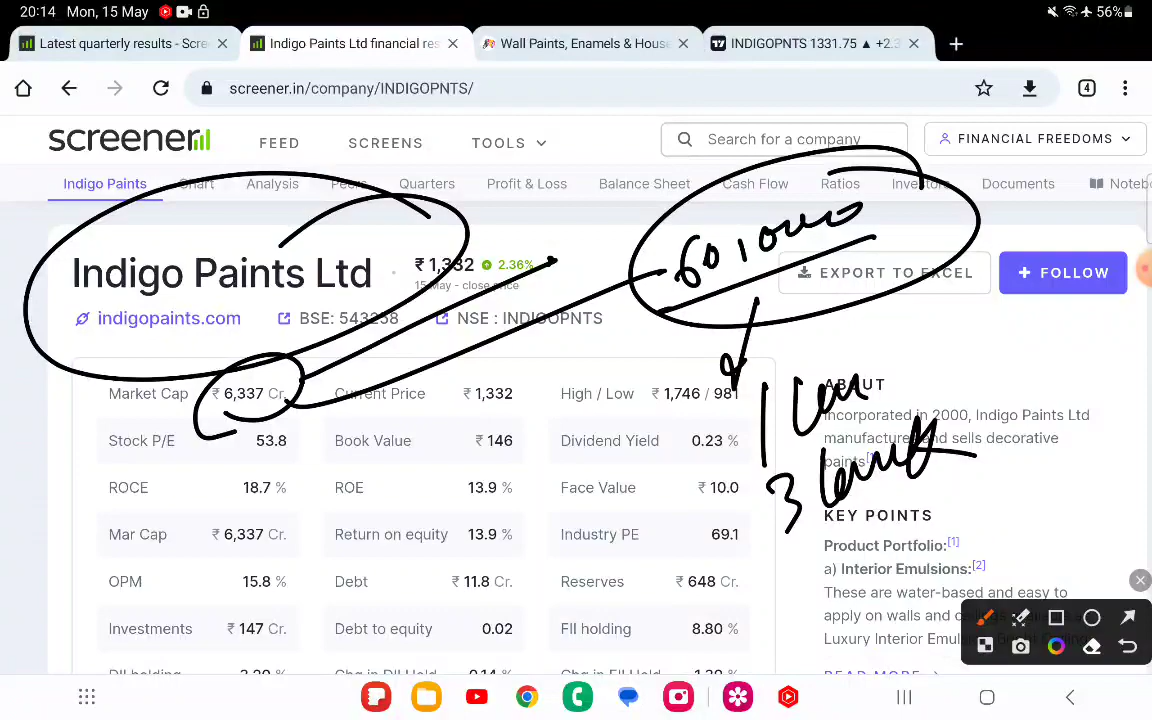 20:14 Mon, 15 May 56%
Latest quarterly results - Scre
Indigo Paints Ltd financial res
Wall Paints, Enamels & House
INDIGOPNTS 1331.75 ▲ +2.3
screener.in/company/INDIGOPNTS/
4
screener
FEED
SCREENS
TOOLS
Search for a company
FINANCIAL FREEDOMS
Indigo Paints
Chart
Analysis
Peers
Quarters
Profit & Loss
Balance Sheet
Cash Flow
Ratios
Investors
Documents
Noteb
Indigo Paints Ltd
₹ 1,332 2.36%
15 May - close price
EXPORT TO EXCEL
+ FOLLOW
indigopaints.com
BSE: 543258
NSE : INDIGOPNTS
Market Cap ₹ 6,337 Cr.
Current Price ₹ 1,332
High / Low ₹ 1,746 / 981
Stock P/E 53.8
Book Value ₹ 146
Dividend Yield 0.23 %
ROCE 18.7 %
ROE 13.9 %
Face Value ₹ 10.0
Mar Cap ₹ 6,337 Cr.
Return on equity 13.9 %
Industry PE 69.1
OPM 15.8 %
Debt ₹ 11.8 Cr.
Reserves ₹ 648 Cr.
Investments ₹ 147 Cr.
Debt to equity 0.02
FII holding 8.80 %
ABOUT
Incorporated in 2000, Indigo Paints Ltd
manufactures and sells decorative
paints
KEY POINTS
Product Portfolio:[1]
a) Interior Emulsions:[2]
These are water-based and easy to
apply on walls and
Luxury Interior
READ MORE